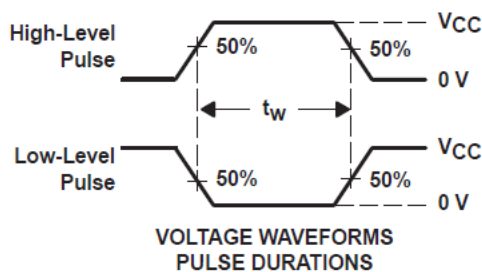 High-Level
Pulse
VCC
50%
50%
0 V
tw
Low-Level
Pulse
VCC
50%
50%
0 V
VOLTAGE WAVEFORMS
PULSE DURATIONS